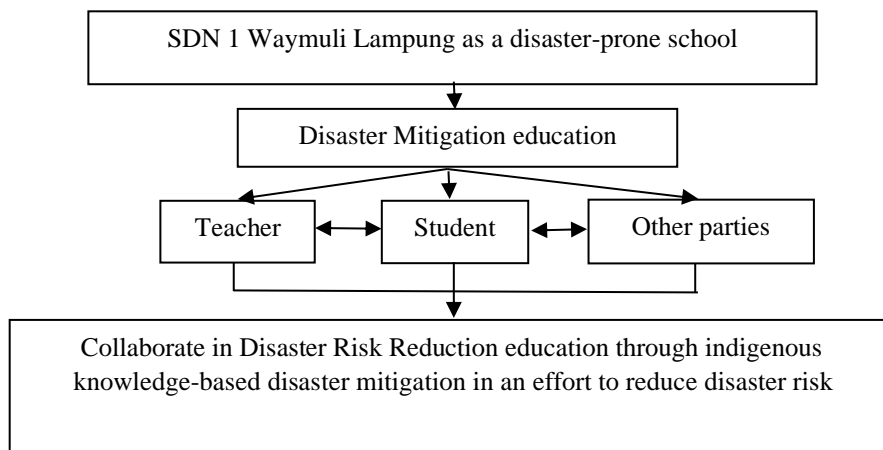 SDN 1 Waymuli Lampung as a disaster-prone school
Disaster Mitigation education
Teacher
Student
Other parties
Collaborate in Disaster Risk Reduction education through indigenous
knowledge-based disaster mitigation in an effort to reduce disaster risk